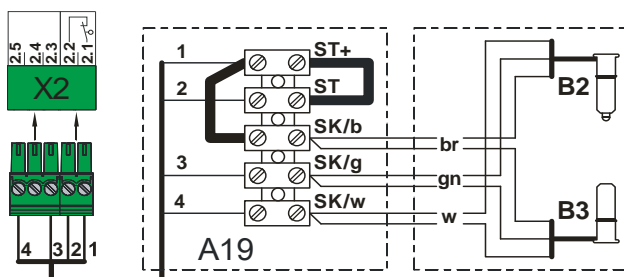 2.5 2.4 2.3 2.2 2.1
X2
4 3 2 1
1 ST+
2 ST
SK/b
3 SK/g
4 SK/w
A19
br
gn
w
B2
B3